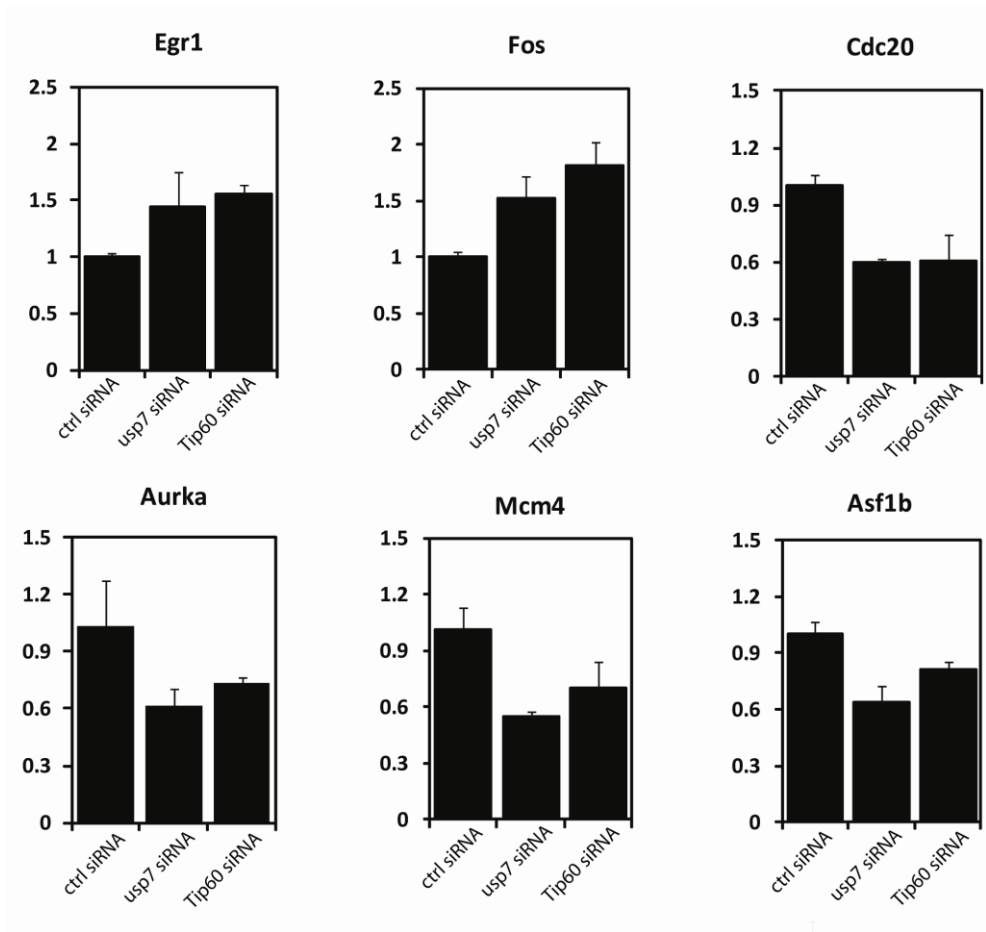 Egr1
2.5
2
1.5
1
0.5
0
ctrl siRNA
usp7 siRNA
Tip60 siRNA
Fos
2.5
2
1.5
1
0.5
0
ctrl siRNA
usp7 siRNA
Tip60 siRNA
Cdc20
1.5
1.2
0.9
0.6
0.3
0
ctrl siRNA
usp7 siRNA
Tip60 siRNA
Aurka
1.5
1.2
0.9
0.6
0.3
0
ctrl siRNA
usp7 siRNA
Tip60 siRNA
Mcm4
1.5
1.2
0.9
0.6
0.3
0
ctrl siRNA
usp7 siRNA
Tip60 siRNA
Asf1b
1.5
1.2
0.9
0.6
0.3
0
ctrl siRNA
usp7 siRNA
Tip60 siRNA